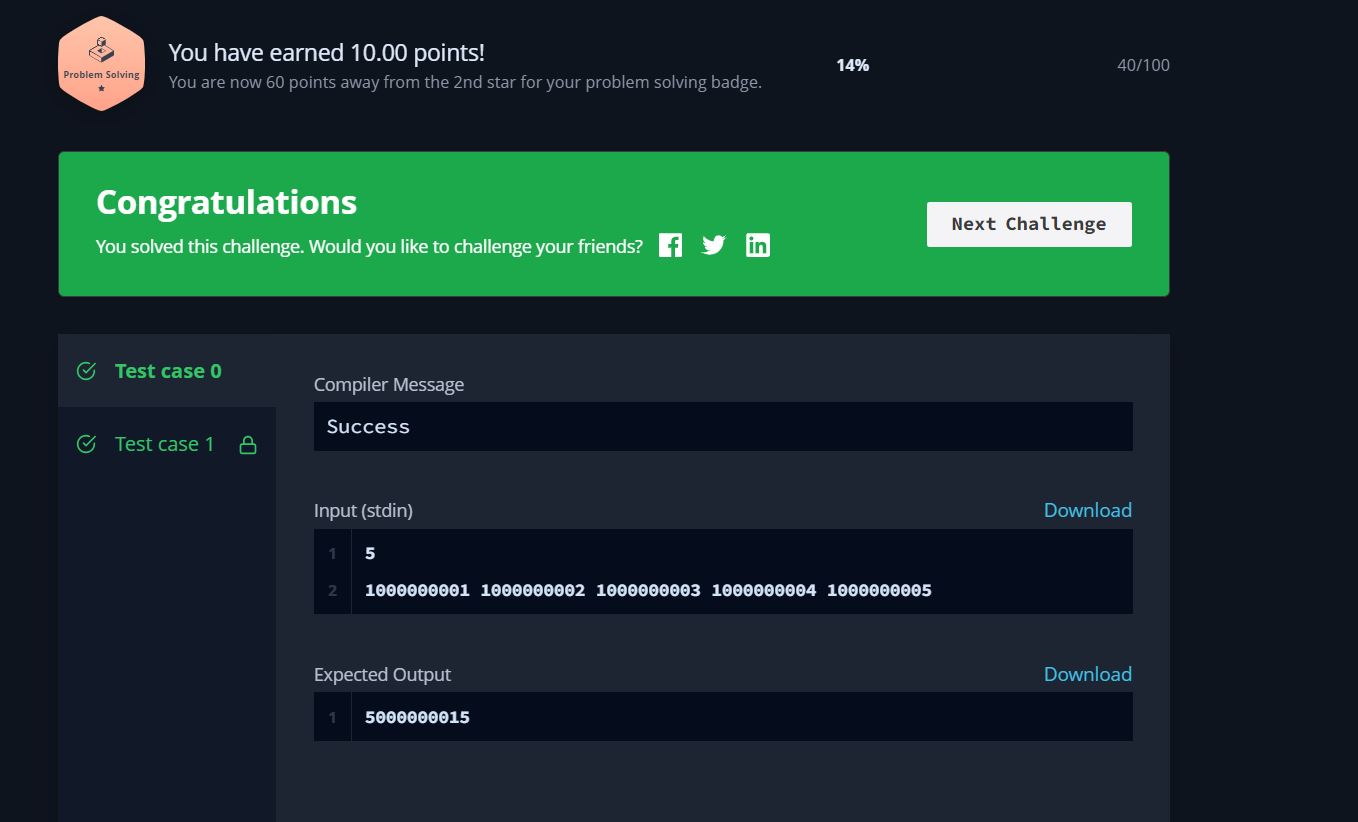 Problem Solving
You have earned 10.00 points!
You are now 60 points away from the 2nd star for your problem solving badge.
14%
40/100
Congratulations
You solved this challenge. Would you like to challenge your friends?
Next Challenge
Test case 0
Test case 1
Compiler Message
Success
Input (stdin)
Download
1 5
2 1000000001 1000000002 1000000003 1000000004 1000000005
Expected Output
Download
1 5000000015